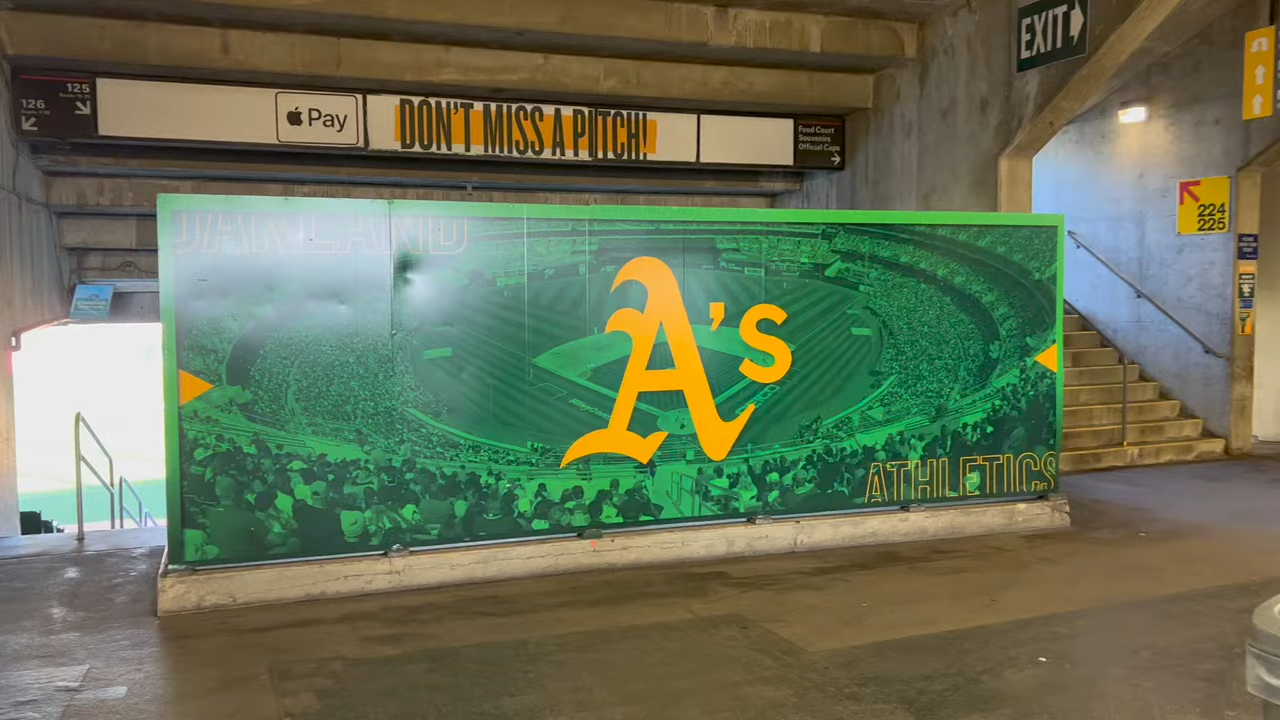 EXIT
125
126
Pay
DON'T MISS A PITCH!
Food Court
Souvenirs
Official Caps
224
225
OAKLAND
A's
ATHLETICS